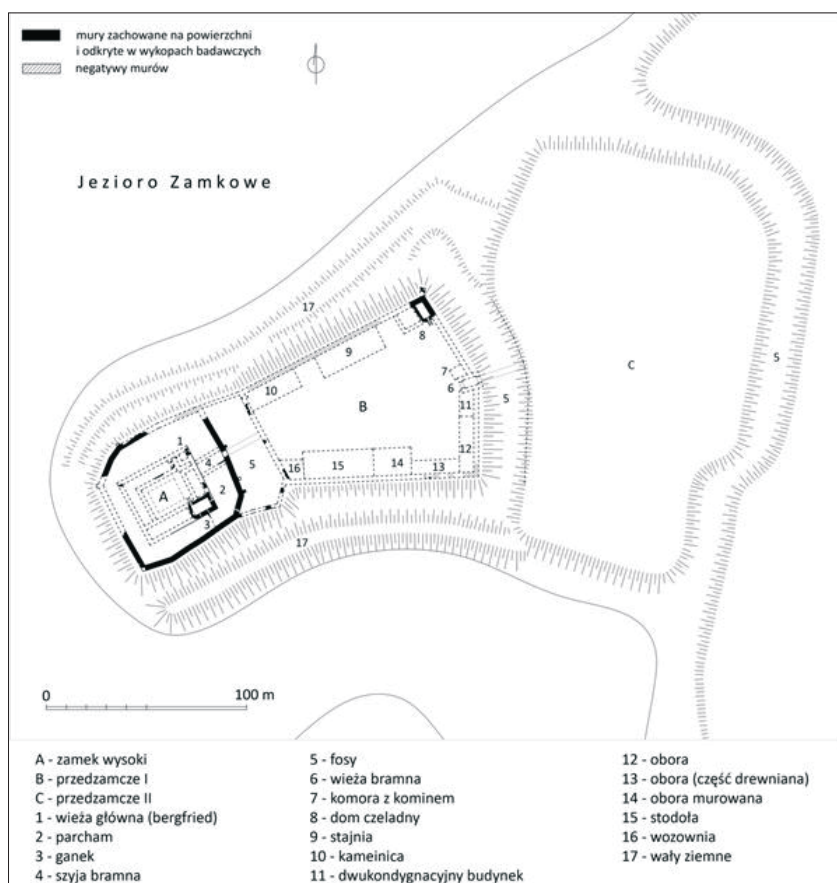 mury zachowane na powierzchni
i odkryte w wykopach badawczych
negatywy murów
Jezioro Zamkowe
17
8
9
7
6
C
5
10
11
5
B
1
4
5
12
16
15
14
13
A
2
3
17
0 100 m
A - zamek wysoki
B - przedzamcze I
C - przedzamcze II
1 - wieża główna (bergfried)
2 - parcham
3 - ganek
4 - szyja bramna
5 - fosy
6 - wieża bramna
7 - komora z kominem
8 - dom czeladny
9 - stajnia
10 - kameinica
11 - dwukondygnacyjny budynek
12 - obora
13 - obora (część drewniana)
14 - obora murowana
15 - stodoła
16 - wozownia
17 - wały ziemne